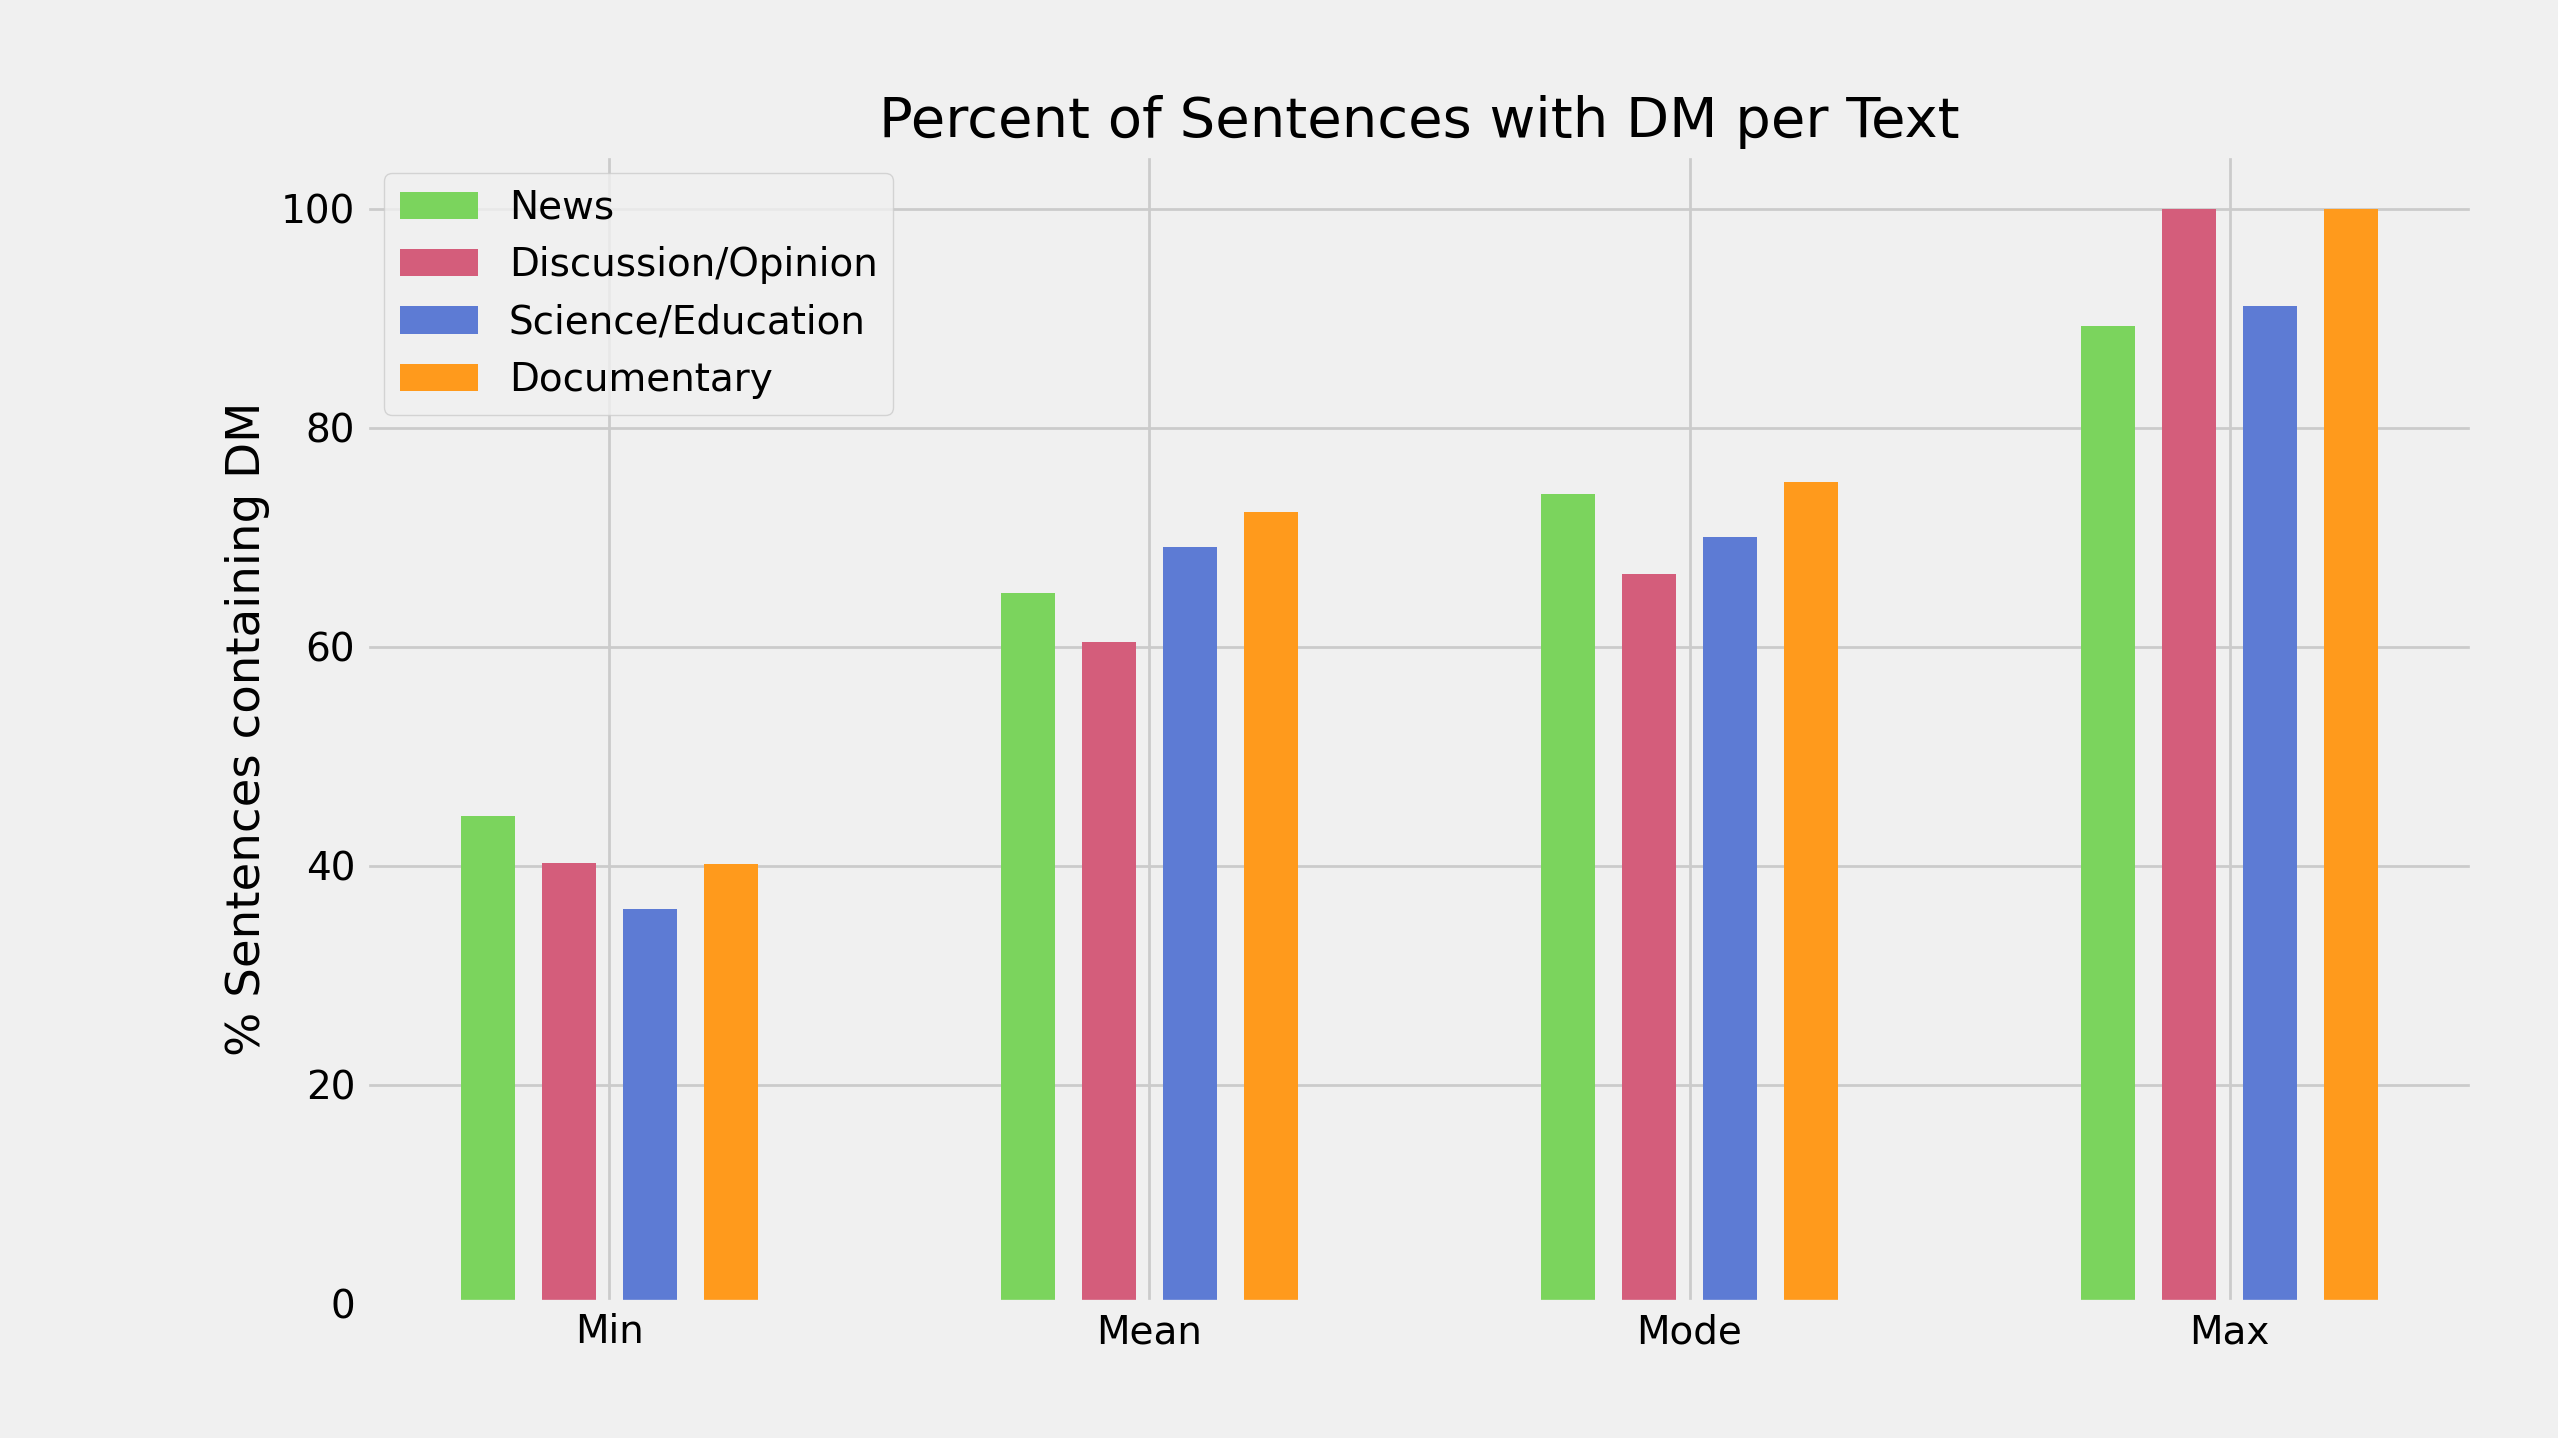 Percent of Sentences with DM per Text
News
Discussion/Opinion
Science/Education
Documentary
% Sentences containing DM
100
80
60
40
20
0
Min
Mean
Mode
Max